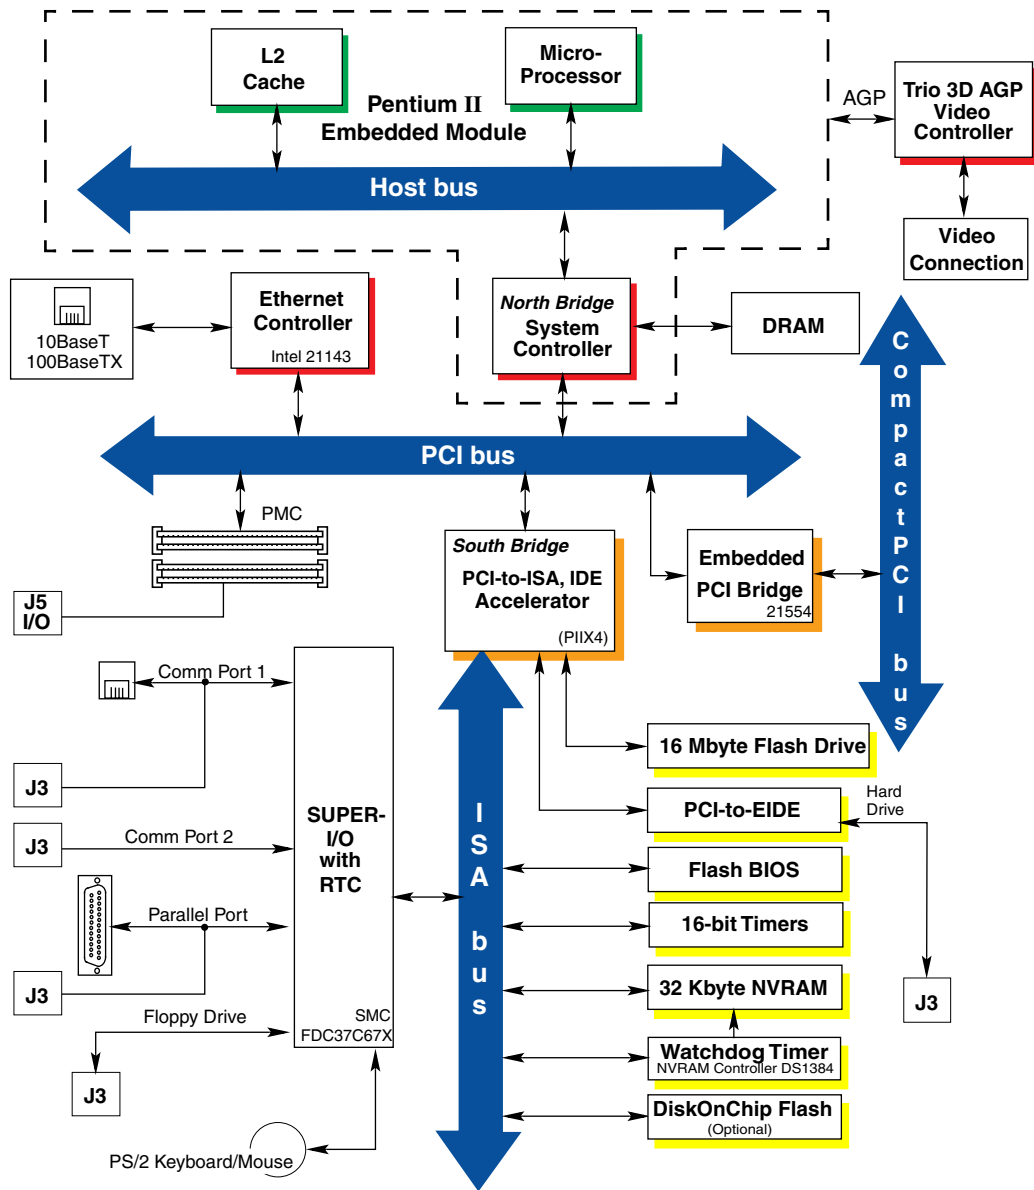 L2
Cache
Micro-
Processor
Pentium II
Embedded Module
AGP
Trio 3D AGP
Video
Controller
Host bus
Video
Connection
10BaseT
100BaseTX
Ethernet
Controller
Intel 21143
North Bridge
System
Controller
DRAM
CompactPCI bus
PCI bus
PMC
J5
I/O
South Bridge
PCI-to-ISA, IDE
Accelerator
(PIIX4)
Embedded
PCI Bridge
21554
Comm Port 1
J3
J3
Comm Port 2
Parallel Port
J3
Floppy Drive
J3
SUPER-
I/O
with
RTC
SMC
FDC37C67X
PS/2 Keyboard/Mouse
ISA bus
16 Mbyte Flash Drive
PCI-to-EIDE
Hard
Drive
Flash BIOS
16-bit Timers
32 Kbyte NVRAM
J3
Watchdog Timer
NVRAM Controller DS1384
DiskOnChip Flash
(Optional)